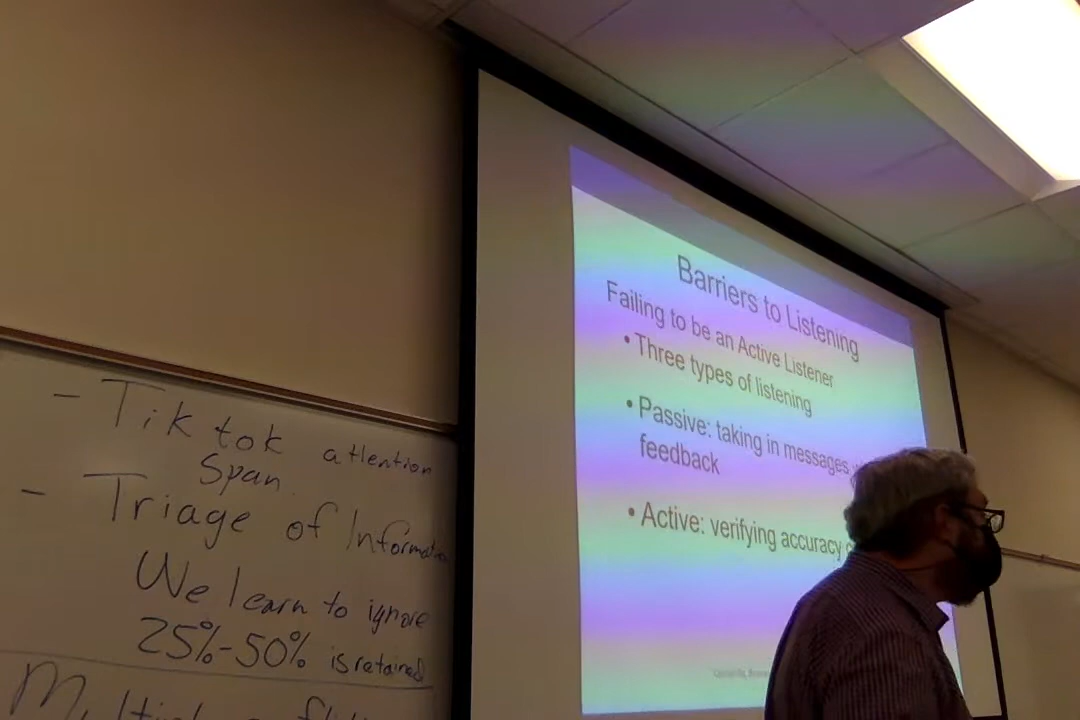 - Tik tok attention
Span
- Triage of Information
We learn to ignore
25%-50% is retained
Barriers to Listening
Failing to be an Active Listener
• Three types of listening
• Passive: taking in messages
feedback
• Active: verifying accuracy